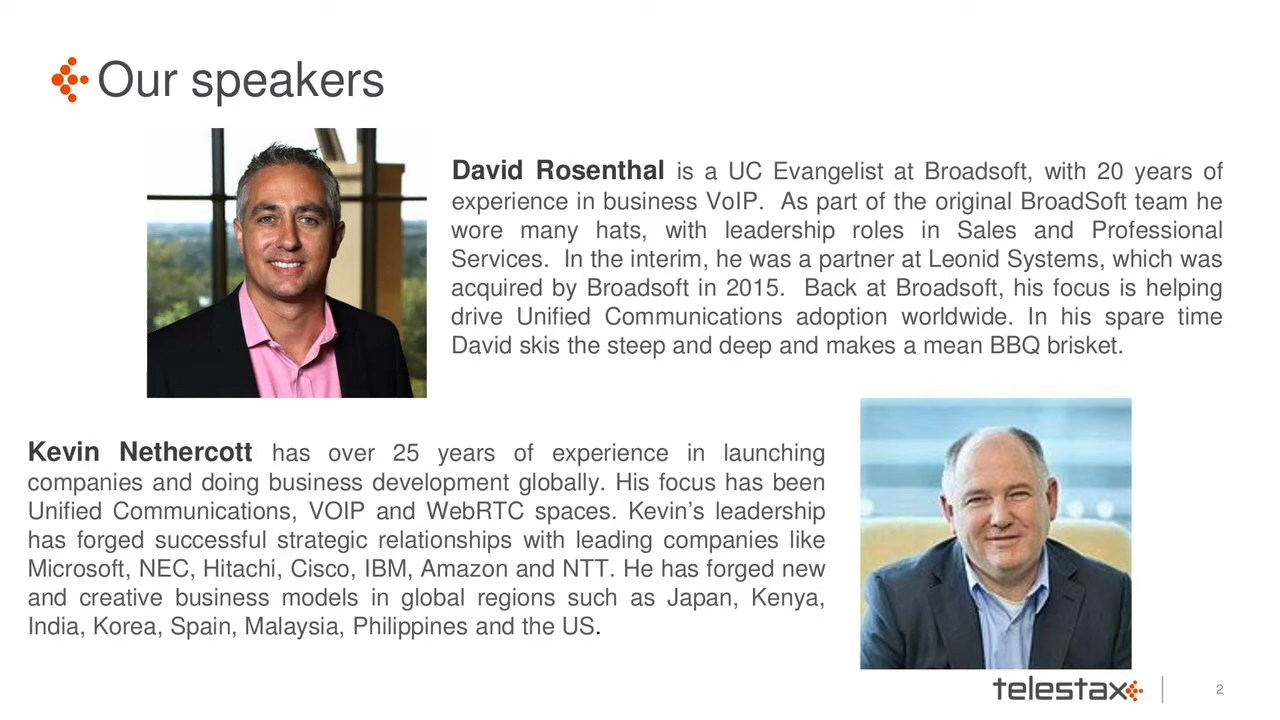 Our speakers
David Rosenthal is a UC Evangelist at Broadsoft, with 20 years of
experience in business VoIP.  As part of the original BroadSoft team he
wore many hats, with leadership roles in Sales and Professional
Services.  In the interim, he was a partner at Leonid Systems, which was
acquired by Broadsoft in 2015.  Back at Broadsoft, his focus is helping
drive Unified Communications adoption worldwide. In his spare time
David skis the steep and deep and makes a mean BBQ brisket.
Kevin Nethercott has over 25 years of experience in launching
companies and doing business development globally. His focus has been
Unified Communications, VOIP and WebRTC spaces. Kevin’s leadership
has forged successful strategic relationships with leading companies like
Microsoft, NEC, Hitachi, Cisco, IBM, Amazon and NTT. He has forged new
and creative business models in global regions such as Japan, Kenya,
India, Korea, Spain, Malaysia, Philippines and the US.
telestax
2